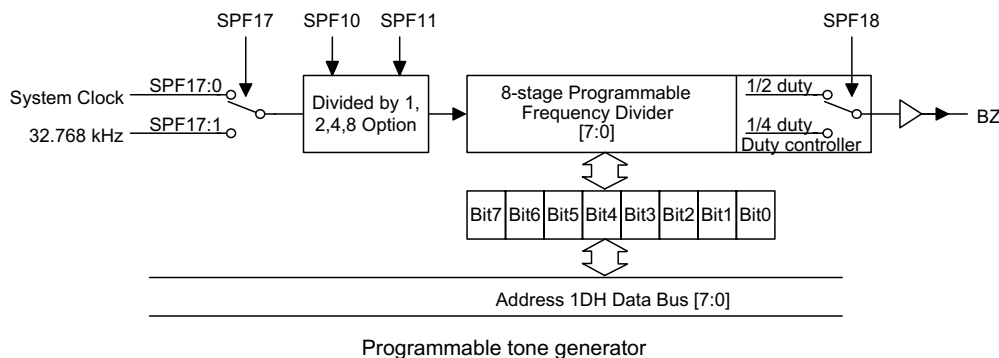 SPF17
SPF10
SPF11
SPF18
System Clock
SPF17:0
32.768 kHz
SPF17:1
Divided by 1,
2,4,8 Option
8-stage Programmable
Frequency Divider
[7:0]
1/2 duty
1/4 duty
Duty controller
BZ
Bit7 Bit6 Bit5 Bit4 Bit3 Bit2 Bit1 Bit0
Address 1DH Data Bus [7:0]
Programmable tone generator